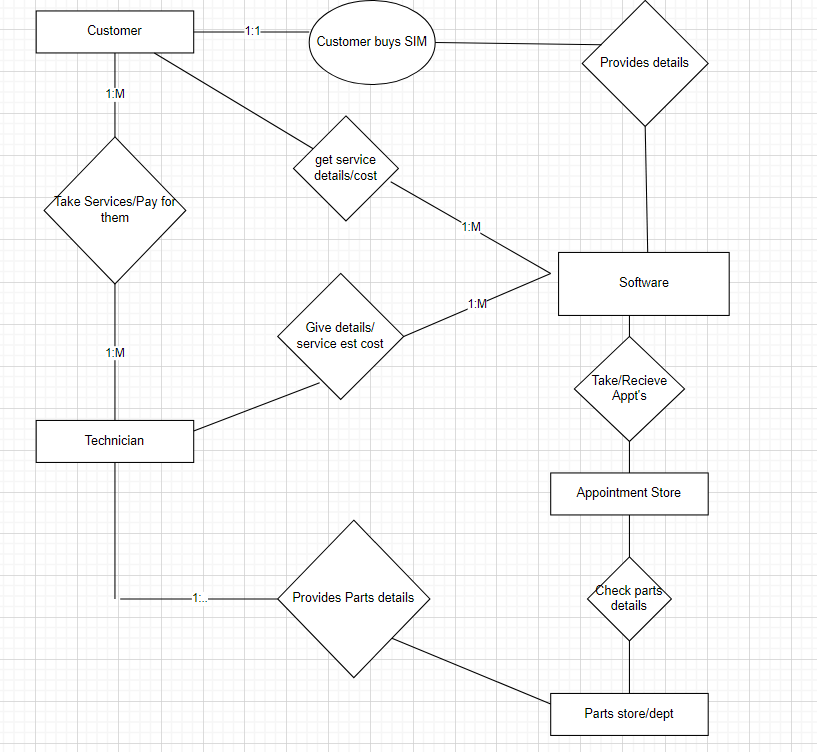 Customer
1:1
Customer buys SIM
Provides details
1:M
get service
details/cost
Take Services/Pay for
them
1:M
Software
1:M
Give details/
service est cost
1:M
Take/Recieve
Appt's
Technician
Appointment Store
Provides Parts details
1:..
Check parts
details
Parts store/dept